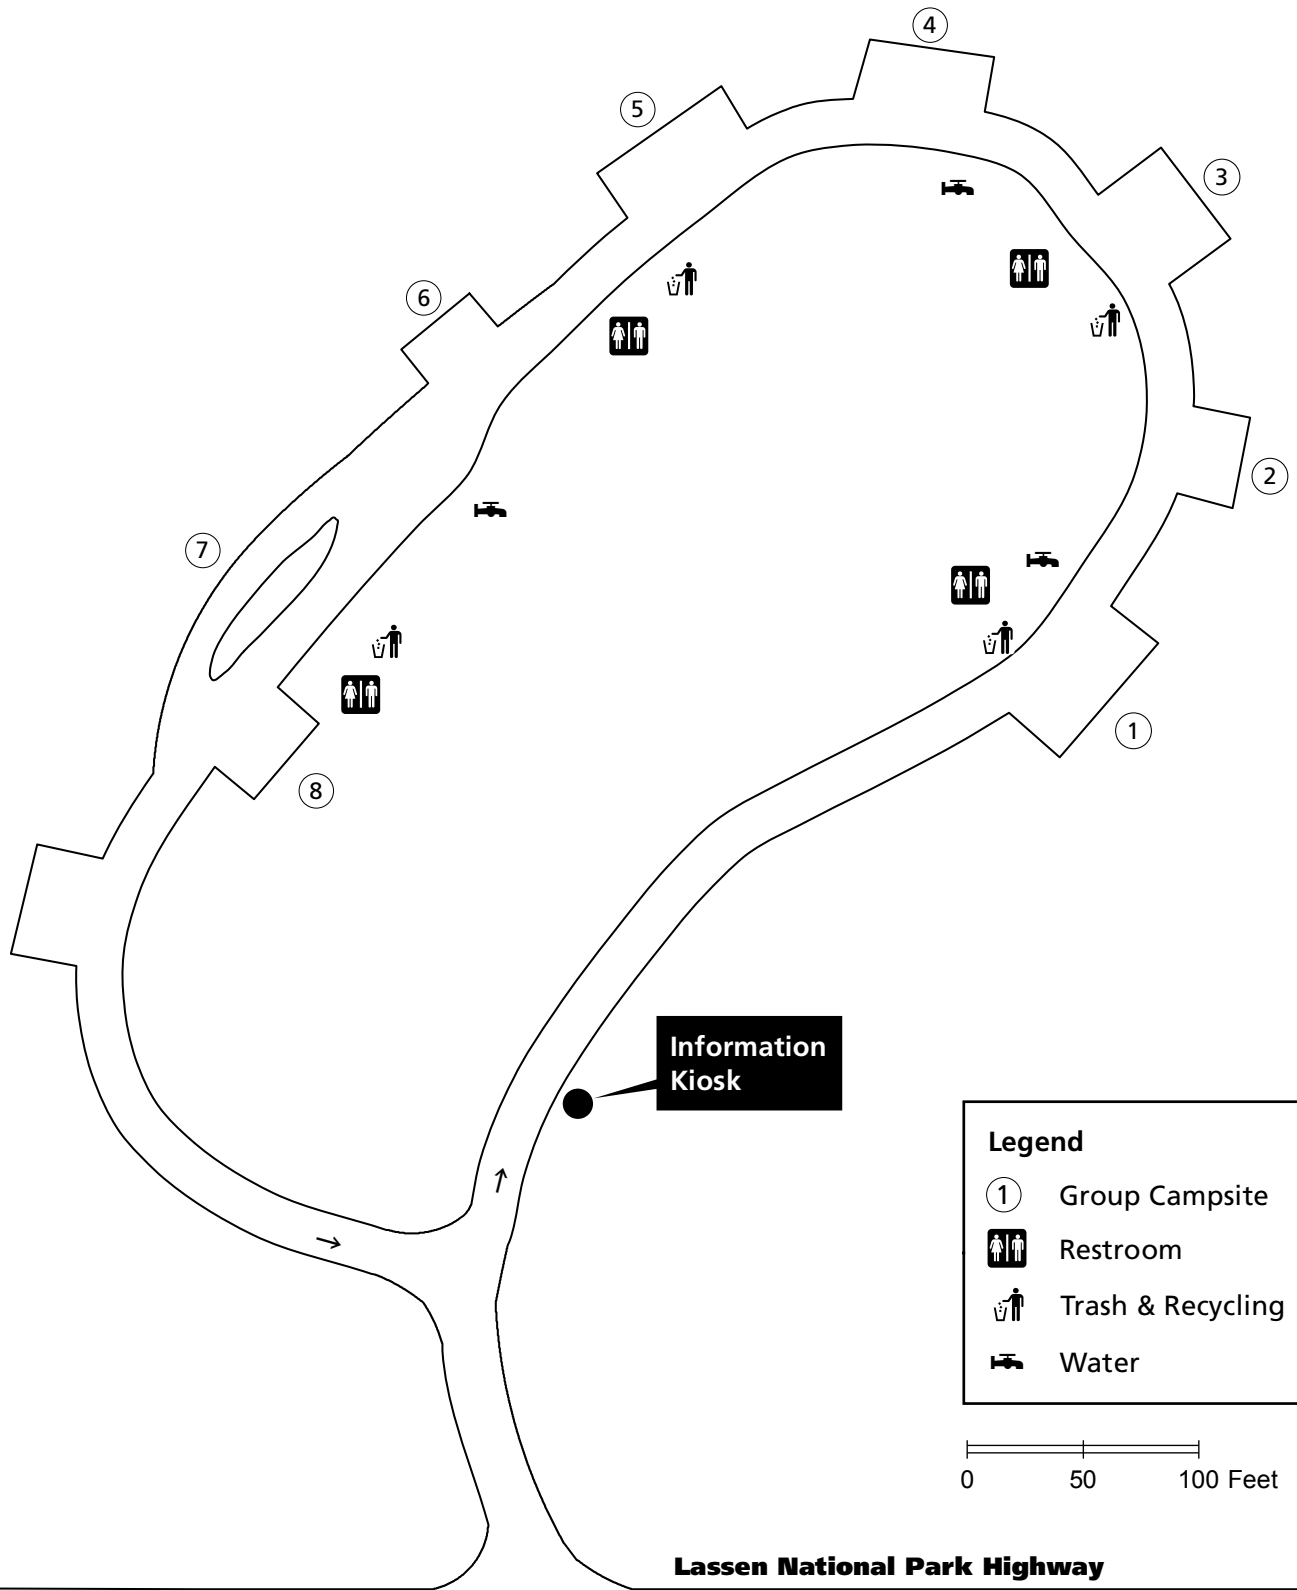 4
5
3
6
2
7
1
8
Information
Kiosk
Legend
1 Group Campsite
Restroom
Trash & Recycling
Water
0 50 100 Feet
Lassen National Park Highway